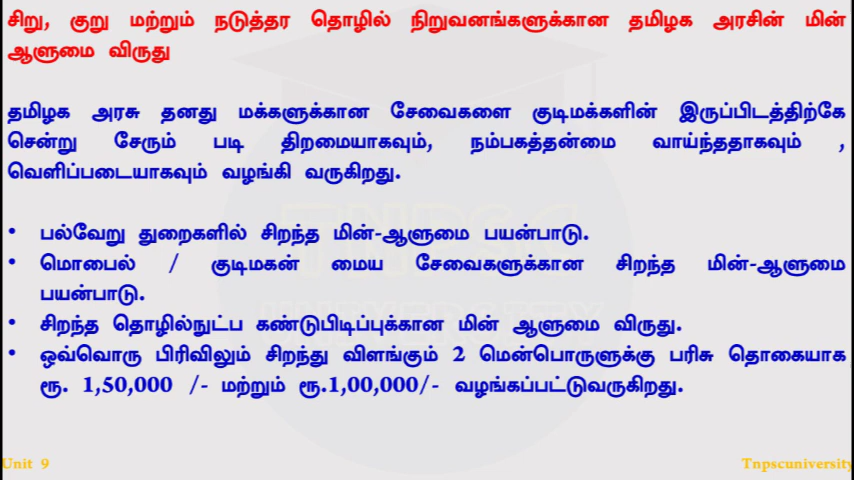 சிறு, குறு மற்றும் நடுத்தர தொழில் நிறுவனங்களுக்கான தமிழக அரசின் மின்
ஆளுமை விருது
தமிழக அரசு தனது மக்களுக்கான சேவைகளை குடிமக்களின் இருப்பிடத்திற்கே
சென்று சேரும் படி திறமையாகவும், நம்பகத்தன்மை வாய்ந்ததாகவும் ,
வெளிப்படையாகவும் வழங்கி வருகிறது.
• பல்வேறு துறைகளில் சிறந்த மின்-ஆளுமை பயன்பாடு.
• மொபைல் / குடிமகன் மைய சேவைகளுக்கான சிறந்த மின்-ஆளுமை
பயன்பாடு.
• சிறந்த தொழில்நுட்ப கண்டுபிடிப்புக்கான மின் ஆளுமை விருது.
• ஒவ்வொரு பிரிவிலும் சிறந்து விளங்கும் 2 மென்பொருளுக்கு பரிசு தொகையாக
ரூ. 1,50,000 /- மற்றும் ரூ.1,00,000/- வழங்கப்பட்டுவருகிறது.
TNPSC
UNIVERSITY
Unit 9
Tnpscuniversity